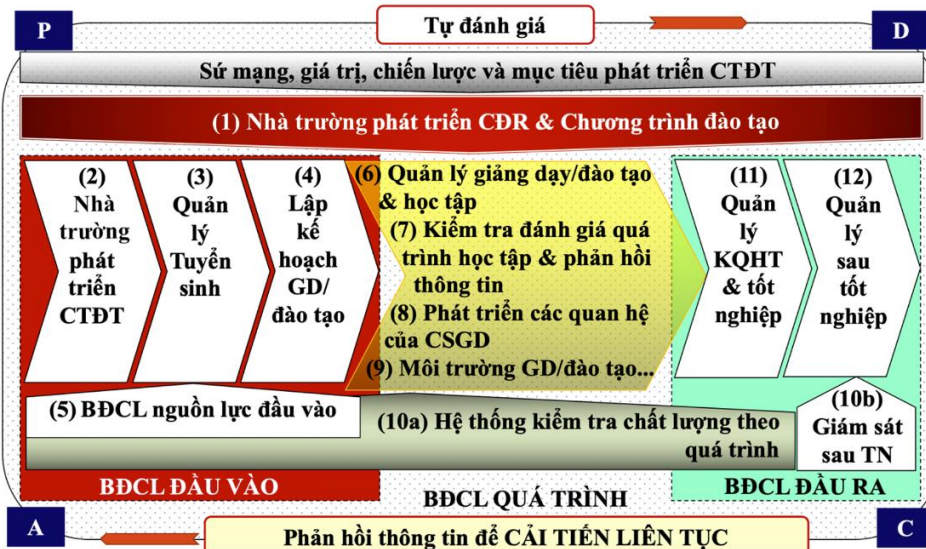 P
Tự đánh giá
D
Sứ mạng, giá trị, chiến lược và mục tiêu phát triển CTĐT
(1) Nhà trường phát triển CĐR & Chương trình đào tạo
(2)
Nhà
trường
phát
triển
CTĐT
(3)
Quản
lý
Tuyển
sinh
(4)
Lập
kế
hoạch
GD/
đào tạo
(6) Quản lý giảng dạy/đào tạo
& học tập
(7) Kiểm tra đánh giá quá
trình học tập & phản hồi
thông tin
(8) Phát triển các quan hệ
của CSGD
(9) Môi trường GD/đào tạo...
(11)
Quản
lý
KQHT
& tốt
nghiệp
(12)
Quản
lý
sau
tốt
nghiệp
(5) BĐCL nguồn lực đầu vào
(10a) Hệ thống kiểm tra chất lượng theo
quá trình
(10b)
Giám sát
sau TN
BĐCL ĐẦU VÀO
BĐCL QUÁ TRÌNH
BĐCL ĐẦU RA
A
Phản hồi thông tin để CẢI TIẾN LIÊN TỤC
C